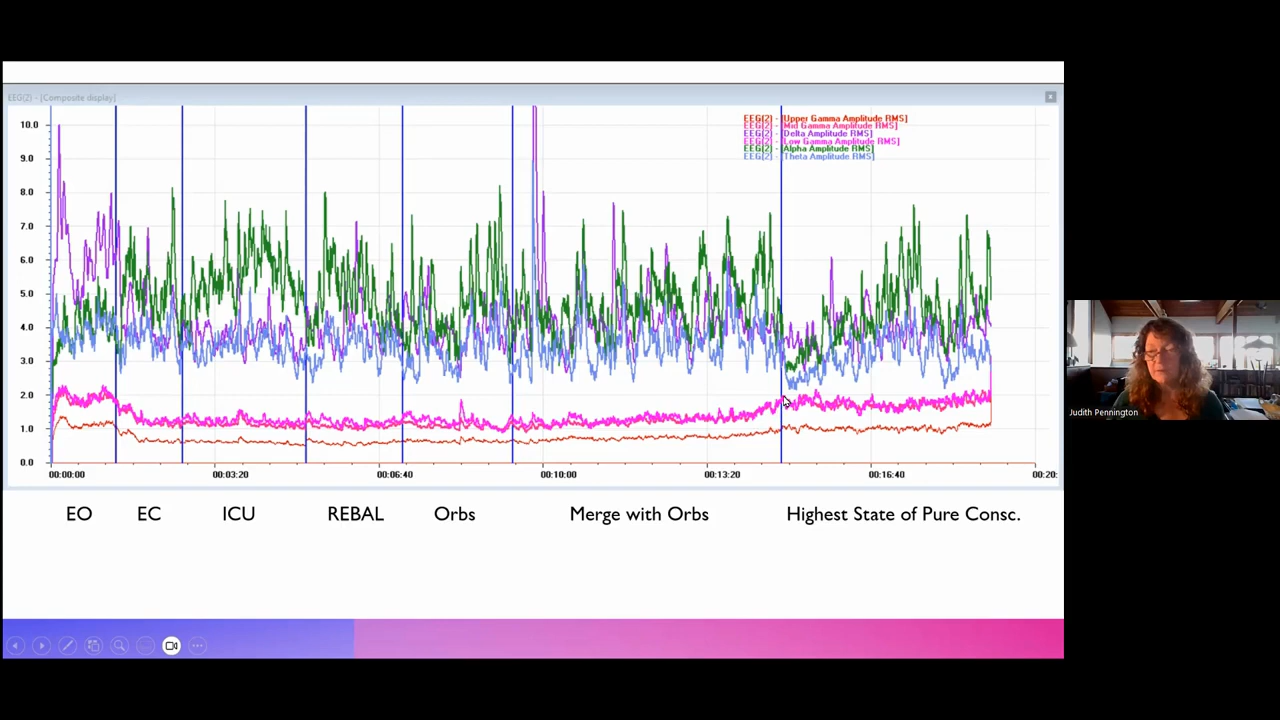 EEG(2) - [Composite display]
EEG(2) - [Upper Gamma Amplitude RMS]
EEG(2) - [Mid Gamma Amplitude RMS]
EEG(2) - [Delta Amplitude RMS]
EEG(2) - [Low Gamma Amplitude RMS]
EEG(2) - [Alpha Amplitude RMS]
EEG(2) - [Theta Amplitude RMS]
10.0
9.0
8.0
7.0
6.0
5.0
4.0
3.0
2.0
1.0
0.0
00:00:00 00:03:20 00:06:40 00:10:00 00:13:20 00:16:40 00:20:
EO EC ICU REBAL Orbs Merge with Orbs Highest State of Pure Consc.
Judith Pennington